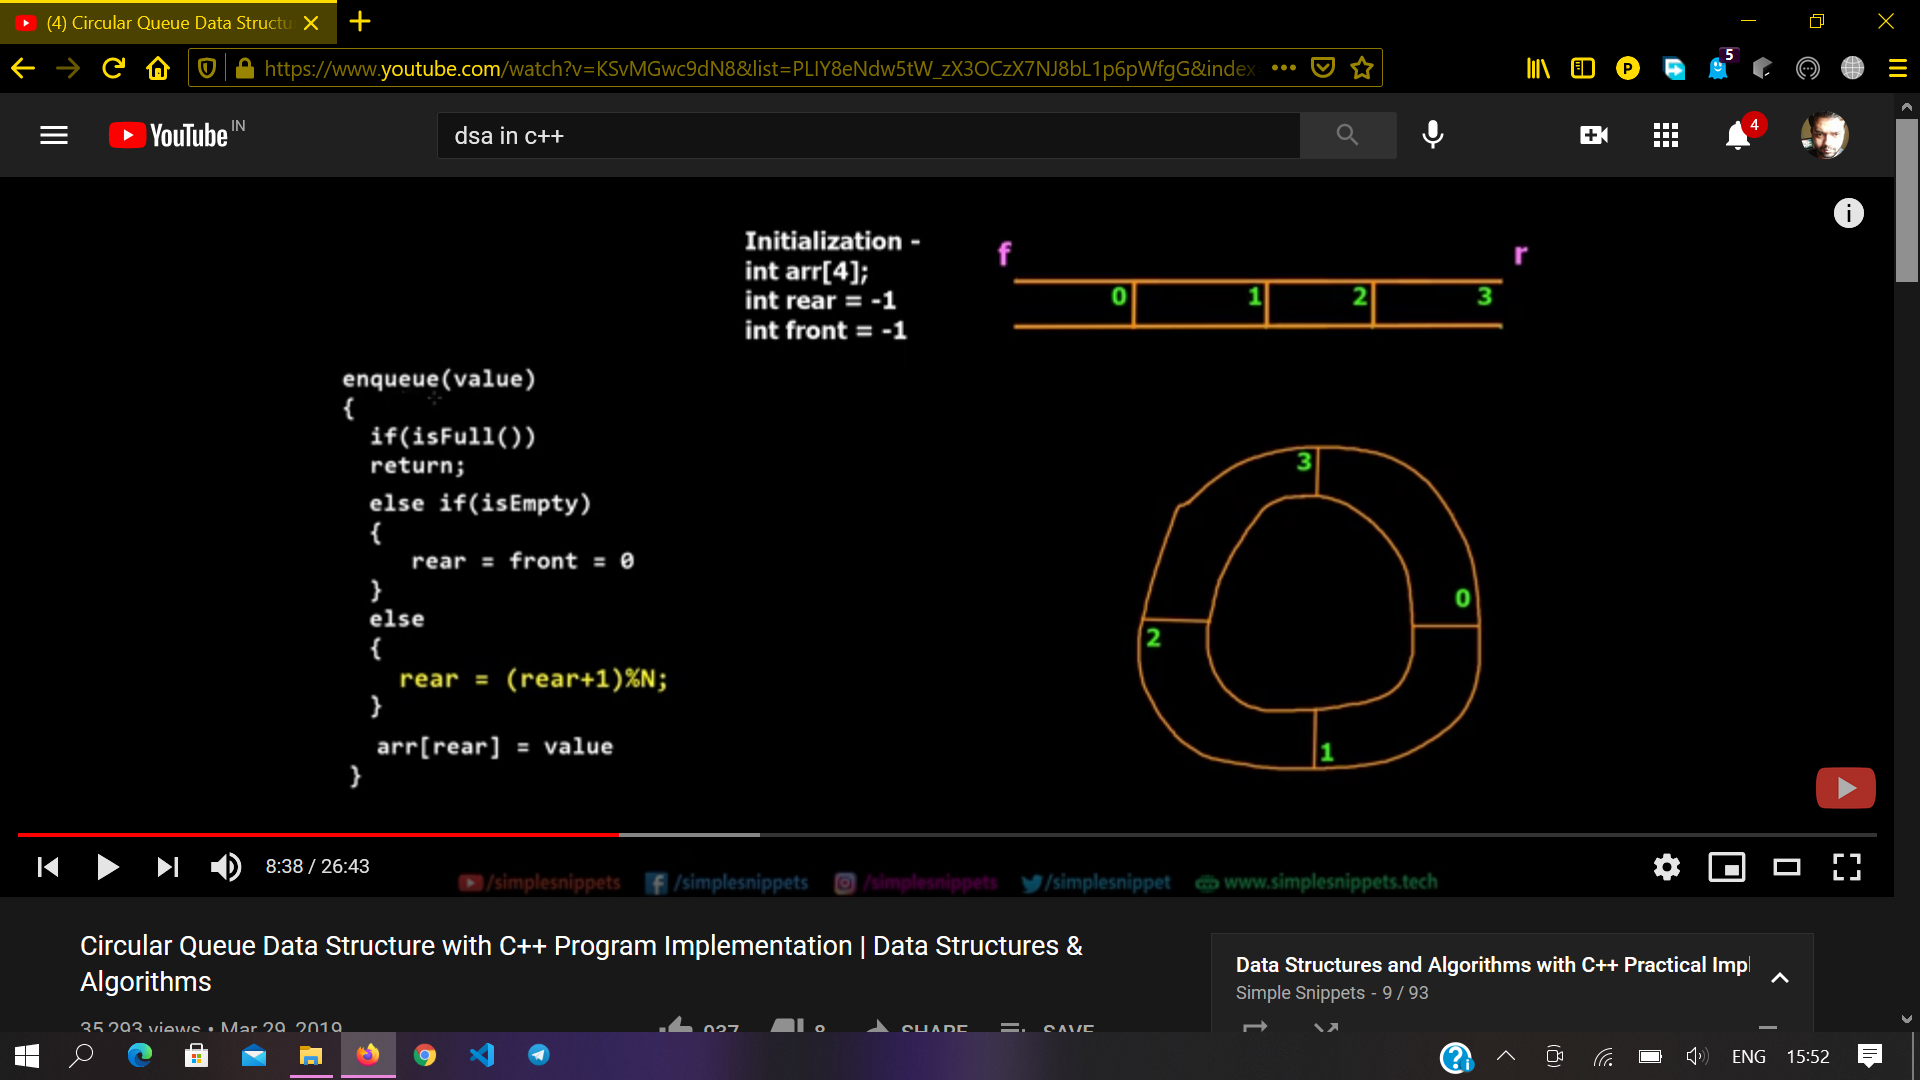 (4) Circular Queue Data Structu
https://www.youtube.com/watch?v=KSvMGwc9dN8&list=PLIY8eNdw5tW_zX3OCzX7NJ8bL1p6pWfgG&index
5
YouTube IN
dsa in c++
4
Initialization -
int arr[4];
int rear = -1
int front = -1
f
r
0 1 2 3
enqueue(value)
{
if(isFull())
return;
else if(isEmpty)
{
rear = front = 0
}
else
{
rear = (rear+1)%N;
}
arr[rear] = value
}
3
0
2
1
8:38 / 26:43
/simplesnippets /simplesnippets /simplesnippets /simplesnippet www.simplesnippets.tech
Circular Queue Data Structure with C++ Program Implementation | Data Structures &
Algorithms
35,293 views • Mar 29, 2019
937 8 SHARE SAVE
Data Structures and Algorithms with C++ Practical Impl
Simple Snippets - 9 / 93
ENG 15:52